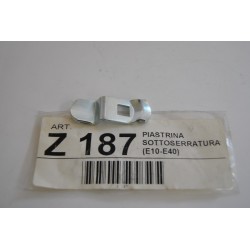 ART.
Z 187
PIASTRINA
SOTTOSERRATURA
(E10-E40)